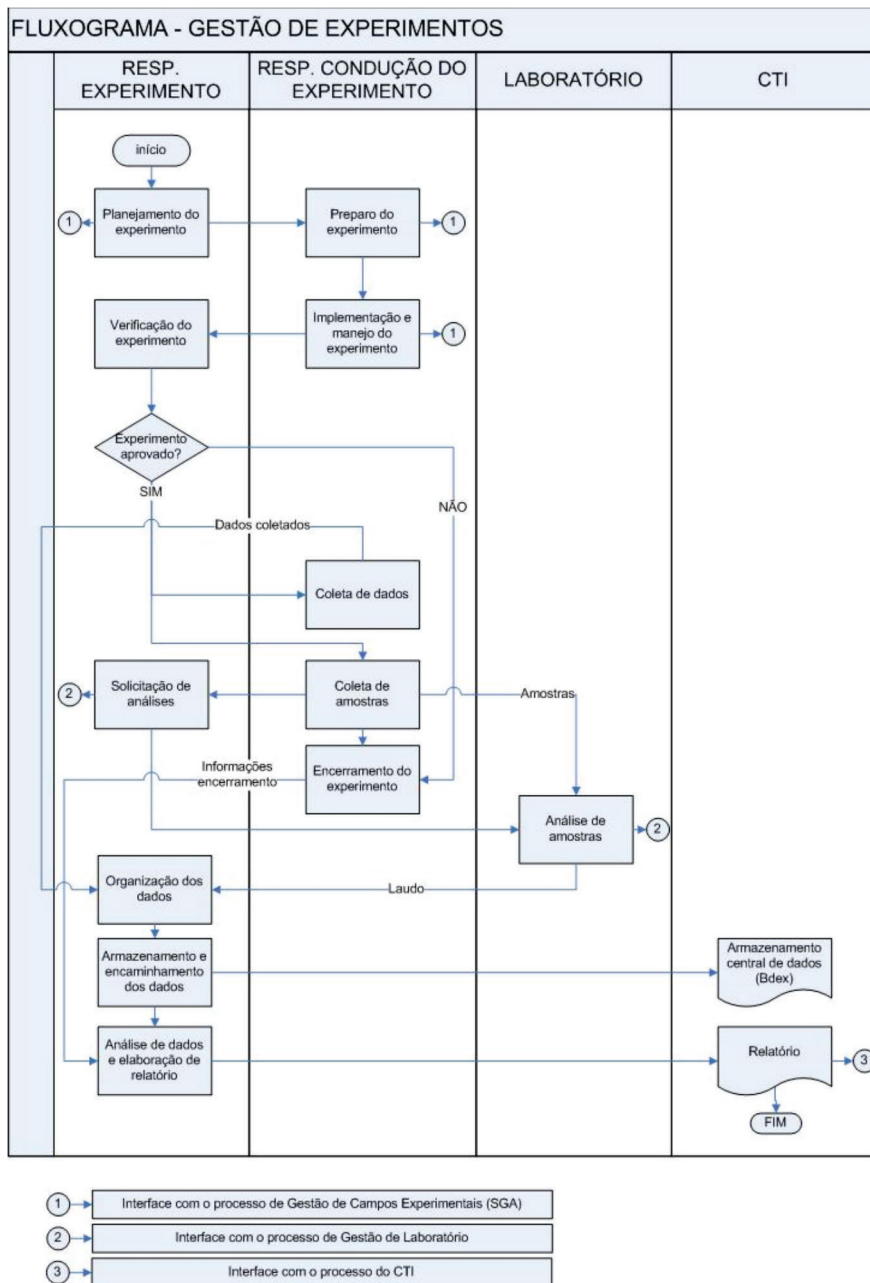 FLUXOGRAMA - GESTÃO DE EXPERIMENTOS
RESP.
EXPERIMENTO
RESP. CONDUÇÃO DO
EXPERIMENTO
LABORATÓRIO
CTI
início
1
Planejamento do
experimento
Preparo do
experimento
1
Verificação do
experimento
Implementação e
manejo do
experimento
1
Experimento
aprovado?
SIM
NÃO
Dados coletados
Coleta de dados
2
Solicitação de
análises
Coleta de
amostras
Amostras
Informações
encerramento
Encerramento do
experimento
Análise de
amostras
2
Organização dos
dados
Laudo
Armazenamento e
encaminhamento
dos dados
Armazenamento
central de dados
(Bdex)
Análise de dados
e elaboração de
relatório
Relatório
3
FIM
1
Interface com o processo de Gestão de Campos Experimentais (SGA)
2
Interface com o processo de Gestão de Laboratório
3
Interface com o processo do CTI